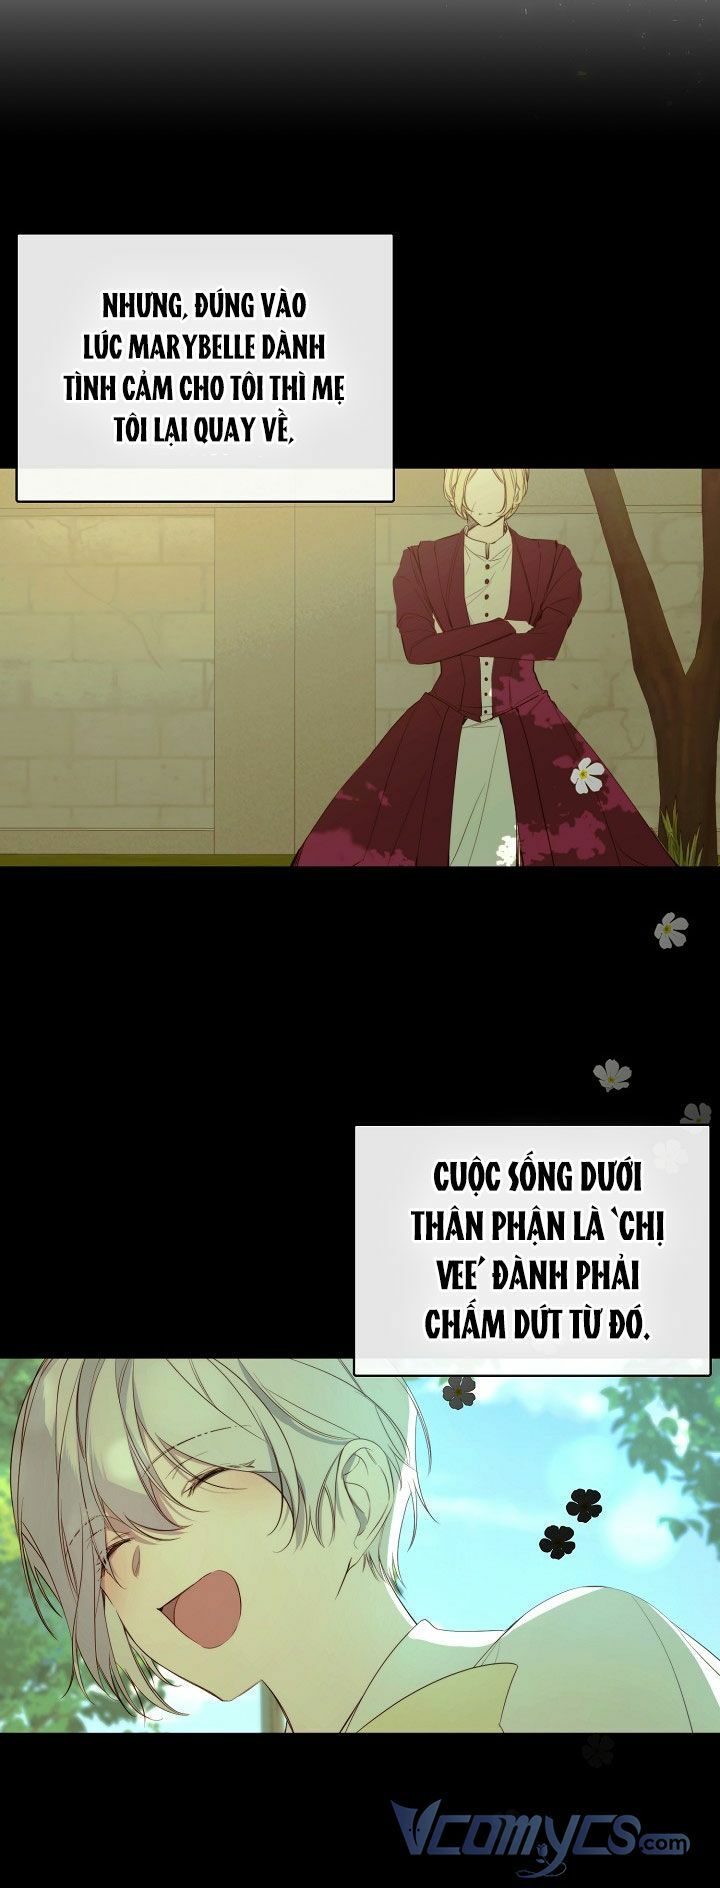 NHƯNG, ĐÚNG VÀO
LÚC MARYBELLE DÀNH
TÌNH CẢM CHO TÔI THÌ MẸ
TÔI LẠI QUAY VỀ,
CUỘC SỐNG DƯỚI
THÂN PHẬN LÀ ‵CHỊ
VEE′ ĐÀNH PHẢI
CHẤM DỨT TỪ ĐÓ.
VCOMYCS.com